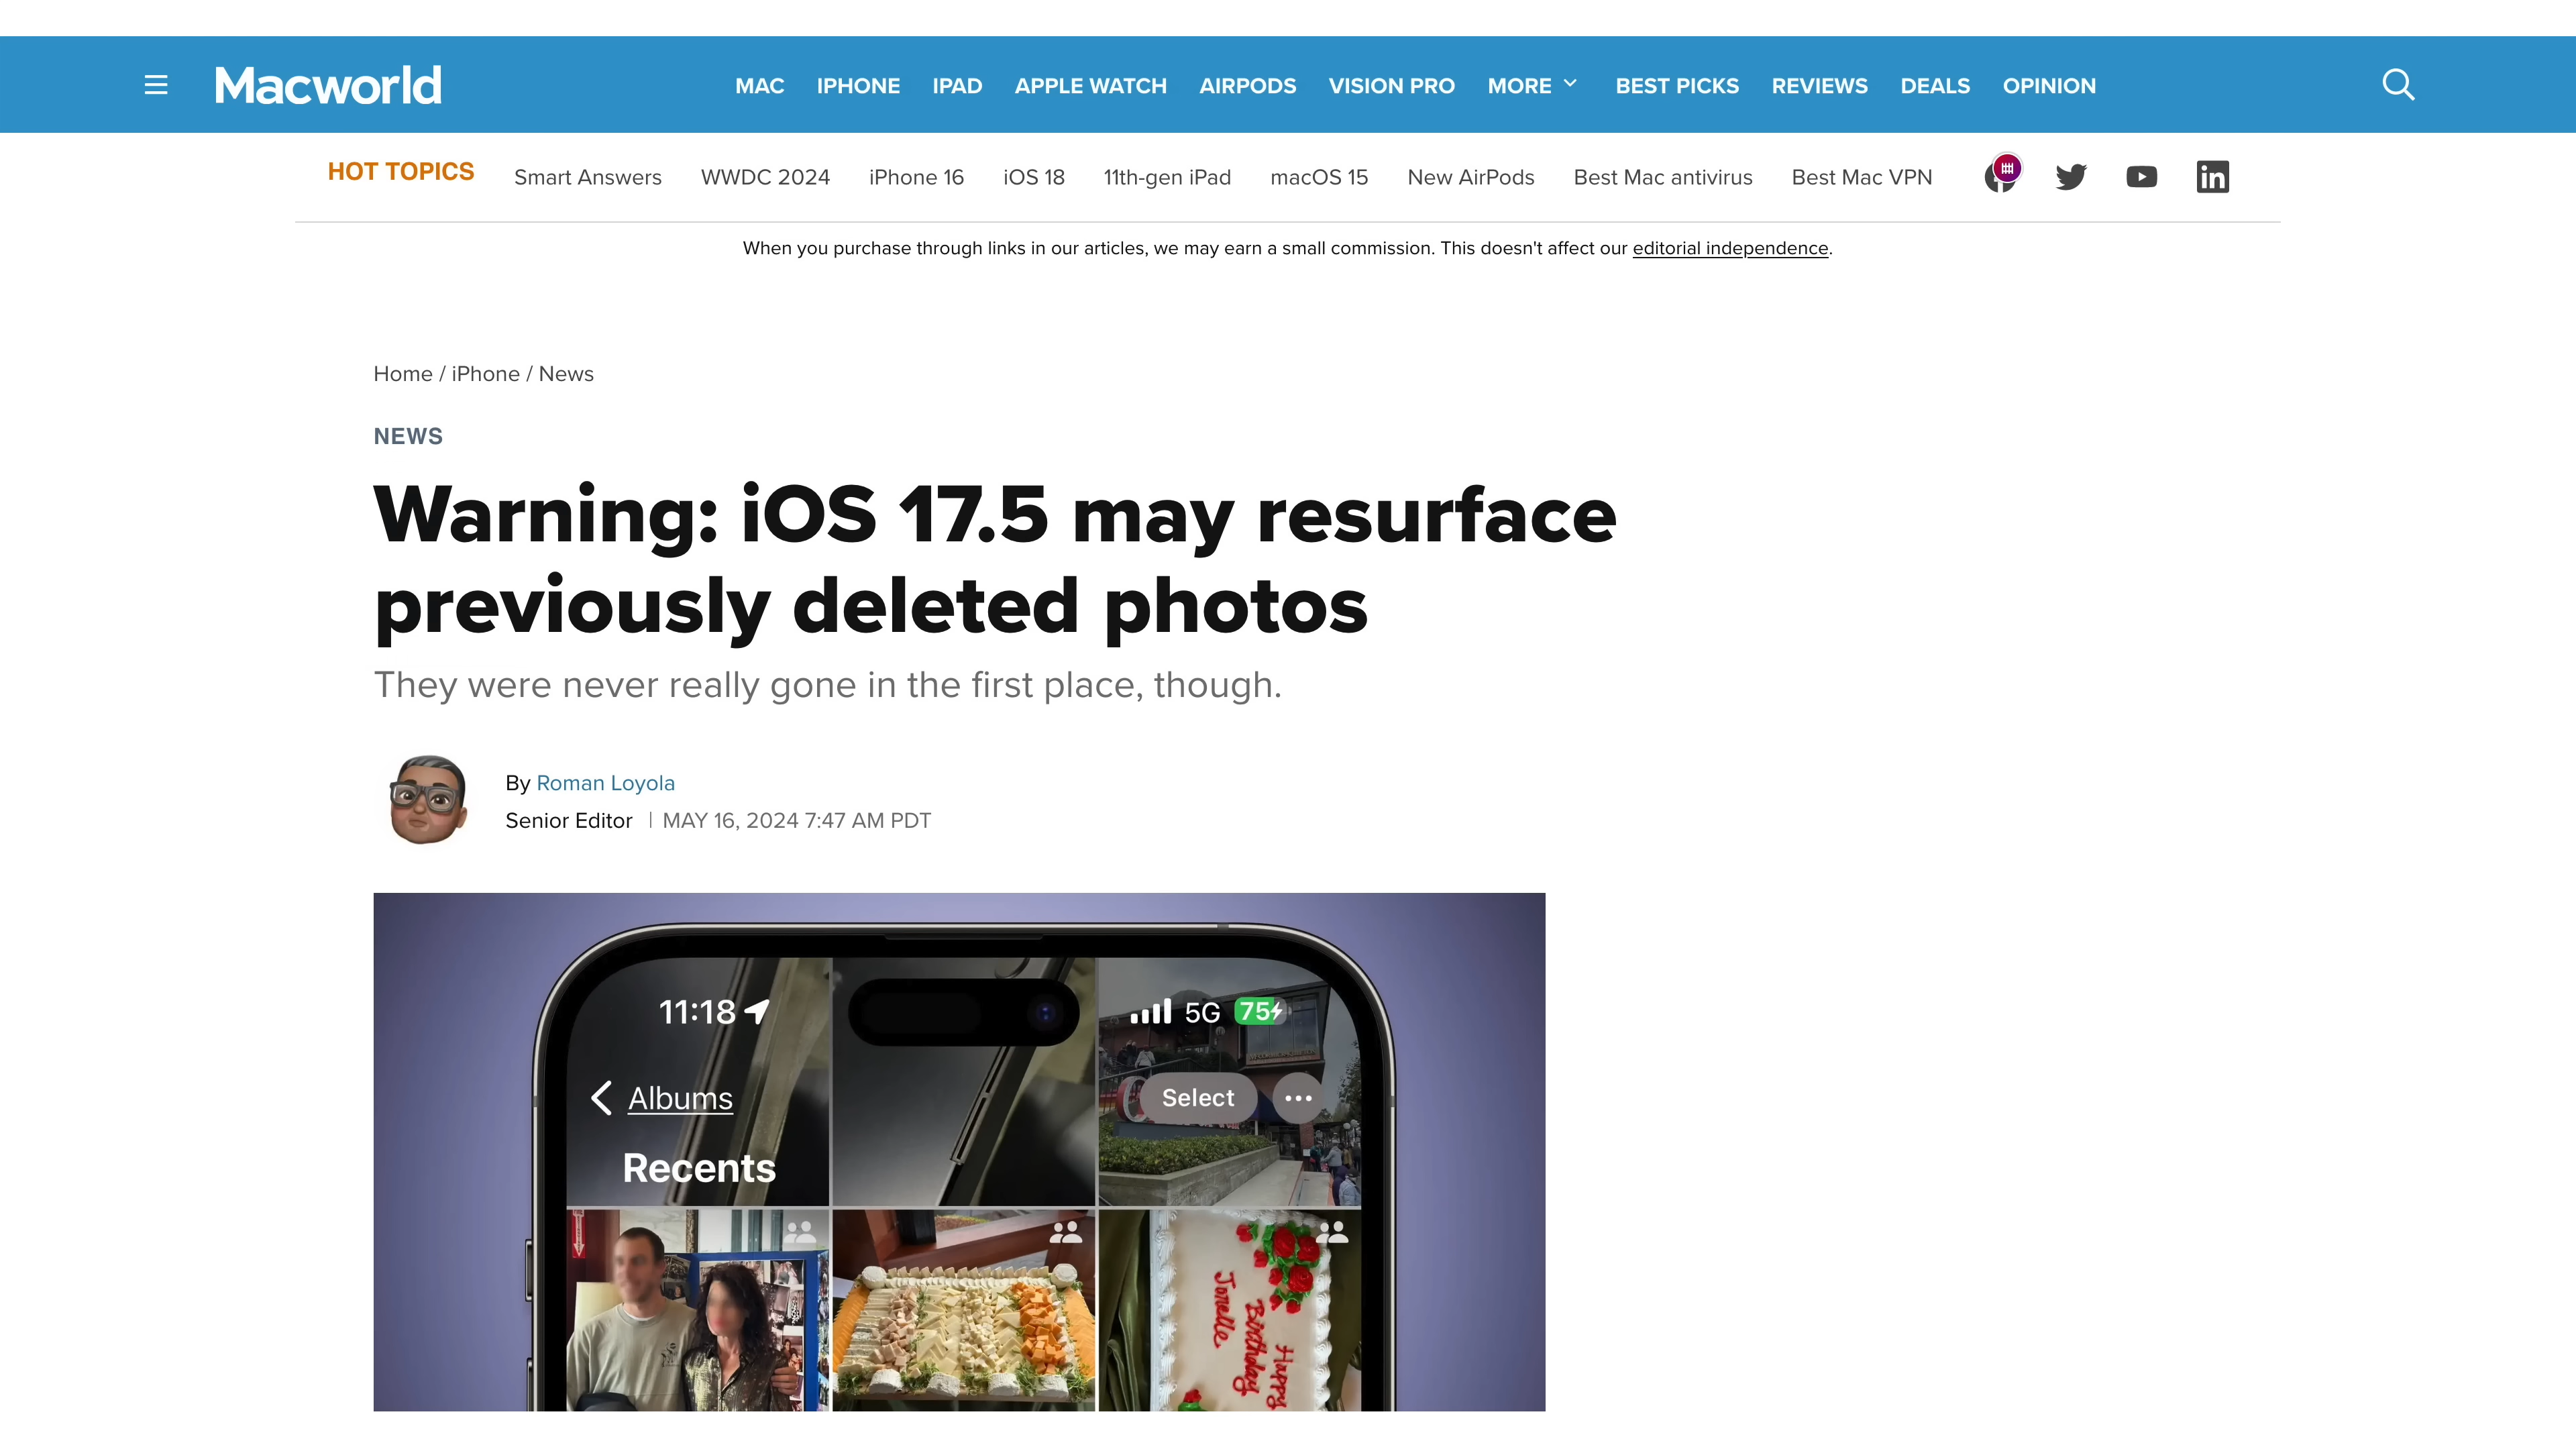 Macworld
MAC IPHONE IPAD APPLE WATCH AIRPODS VISION PRO MORE BEST PICKS REVIEWS DEALS OPINION
HOT TOPICS Smart Answers WWDC 2024 iPhone 16 iOS 18 11th-gen iPad macOS 15 New AirPods Best Mac antivirus Best Mac VPN
When you purchase through links in our articles, we may earn a small commission. This doesn't affect our editorial independence.
Home / iPhone / News
NEWS
Warning: iOS 17.5 may resurface
previously deleted photos
They were never really gone in the first place, though.
By Roman Loyola
Senior Editor | MAY 16, 2024 7:47 AM PDT
11:18 5G 75
Albums Select
Recents
Happy
Birthday
Jonelle